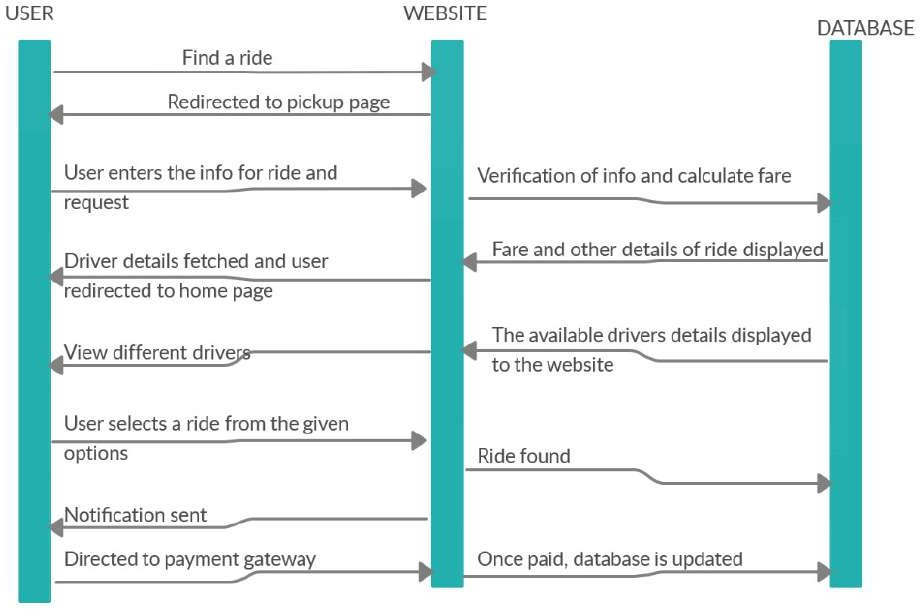 USER
WEBSITE
DATABASE
Find a ride
Redirected to pickup page
User enters the info for ride and
request
Verification of info and calculate fare
Fare and other details of ride displayed
Driver details fetched and user
redirected to home page
The available drivers details displayed
to the website
View different drivers
User selects a ride from the given
options
Ride found
Notification sent
Directed to payment gateway
Once paid, database is updated